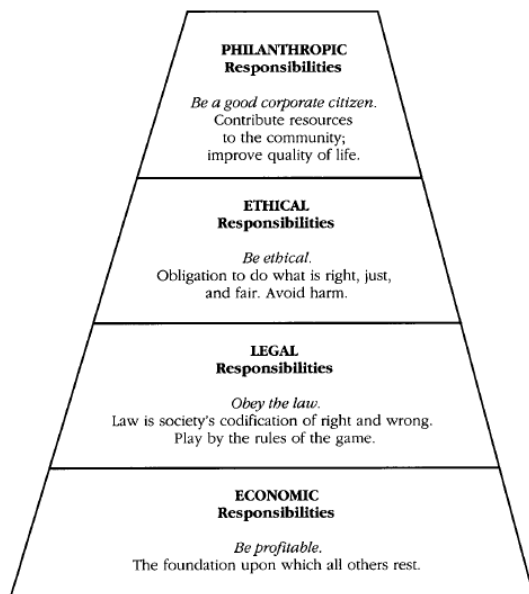 PHILANTHROPIC
Responsibilities
Be a good corporate citizen.
Contribute resources
to the community;
improve quality of life.
ETHICAL
Responsibilities
Be ethical.
Obligation to do what is right, just,
and fair. Avoid harm.
LEGAL
Responsibilities
Obey the law.
Law is society's codification of right and wrong.
Play by the rules of the game.
ECONOMIC
Responsibilities
Be profitable.
The foundation upon which all others rest.